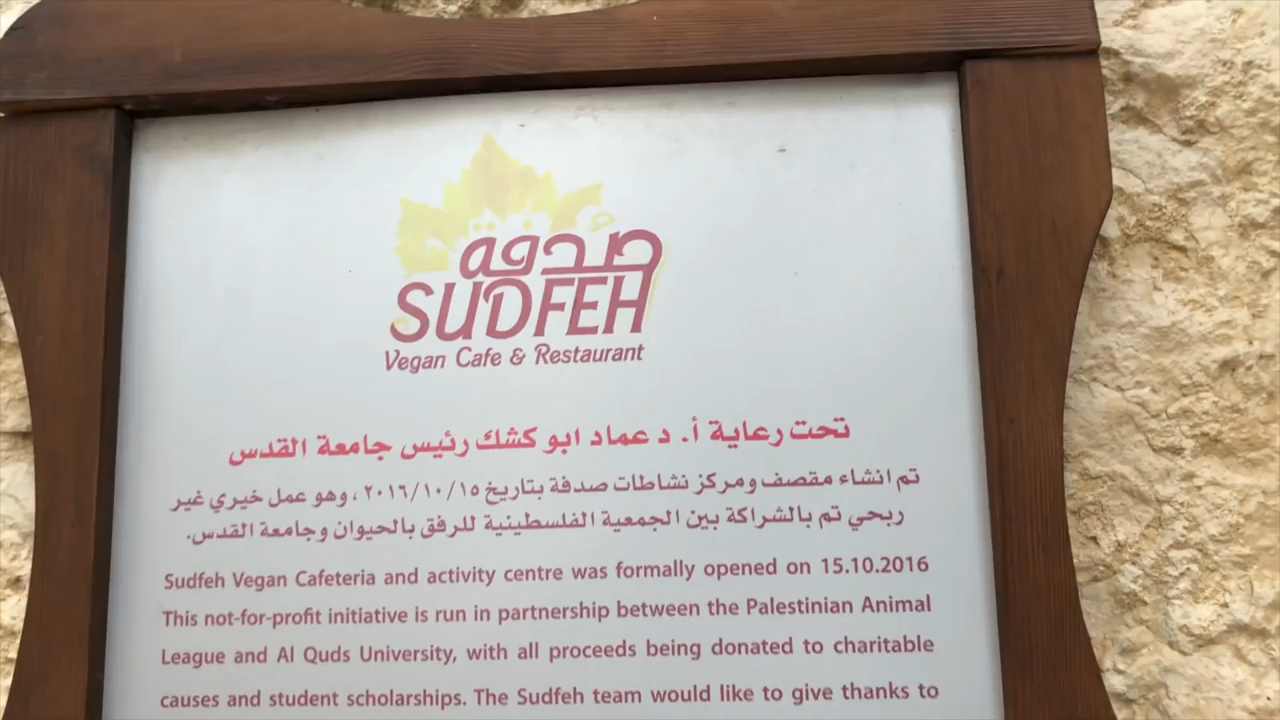 صدفة
SUDFEH
Vegan Cafe & Restaurant
تحت رعاية أ. د عماد ابو كشك رئيس جامعة القدس
تم انشاء مقصف ومركز نشاطات صدفة بتاريخ ٢٠١٦/١٠/١٥ ، وهو عمل خيري غير
ربحي تم بالشراكة بين الجمعية الفلسطينية للرفق بالحيوان وجامعة القدس.
Sudfeh Vegan Cafeteria and activity centre was formally opened on 15.10.2016
This not-for-profit initiative is run in partnership between the Palestinian Animal
League and Al Quds University, with all proceeds being donated to charitable
causes and student scholarships. The Sudfeh team would like to give thanks to